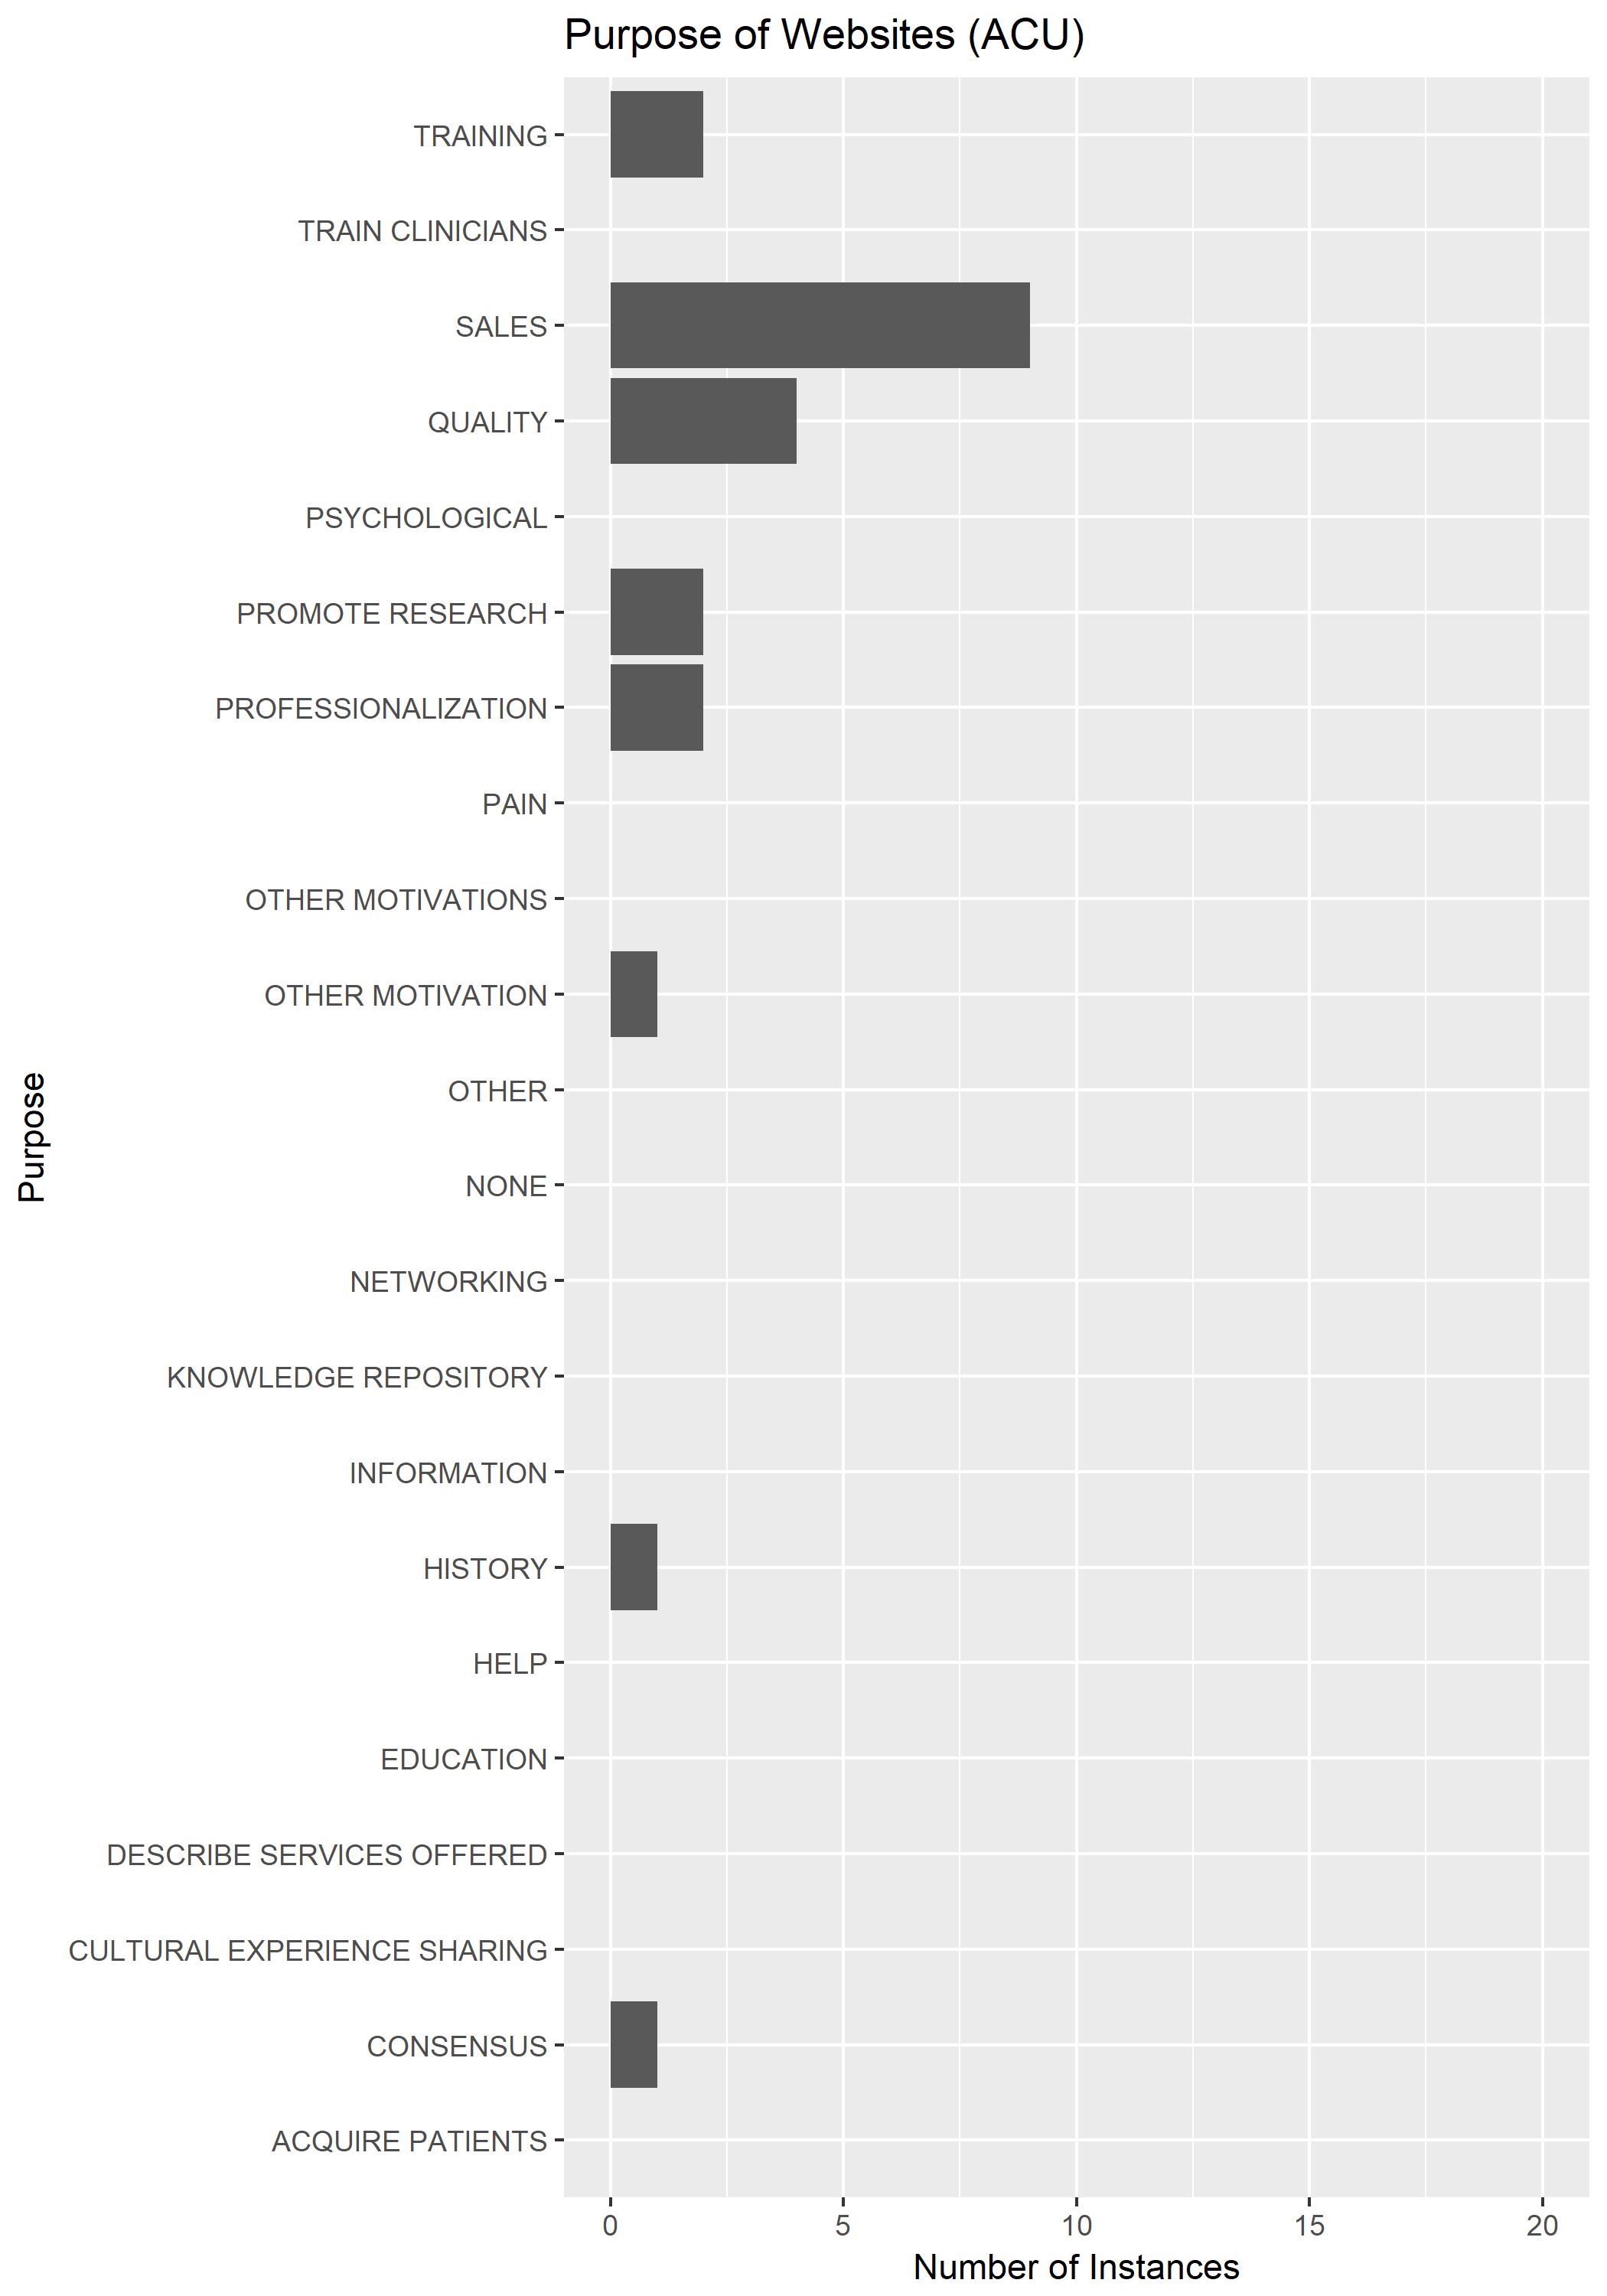 Purpose of Websites (ACU)
TRAINING
TRAIN CLINICIANS
SALES
QUALITY
PSYCHOLOGICAL
PROMOTE RESEARCH
PROFESSIONALIZATION
PAIN
OTHER MOTIVATIONS
OTHER MOTIVATION
OTHER
NONE
NETWORKING
KNOWLEDGE REPOSITORY
INFORMATION
HISTORY
HELP
EDUCATION
DESCRIBE SERVICES OFFERED
CULTURAL EXPERIENCE SHARING
CONSENSUS
ACQUIRE PATIENTS
Purpose
0 5 10 15 20
Number of Instances